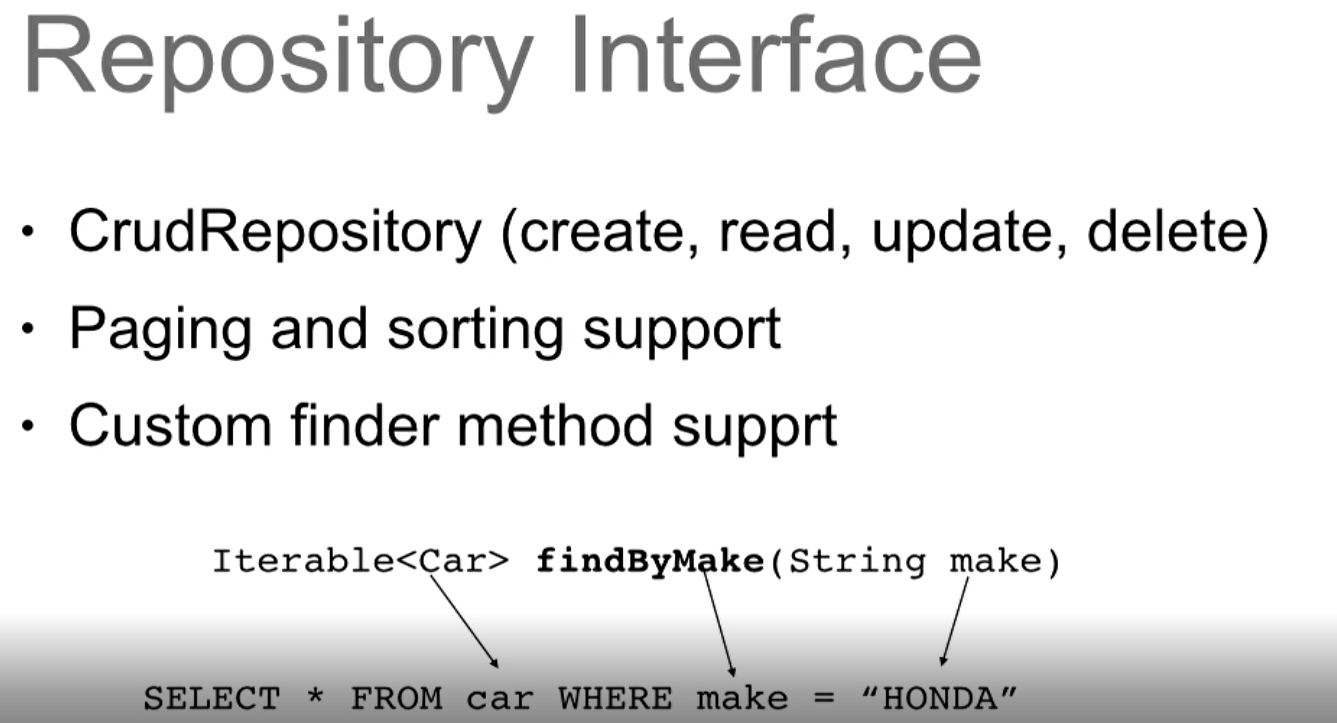 Repository Interface
• CrudRepository (create, read, update, delete)
• Paging and sorting support
• Custom finder method supprt
Iterable<Car> findByMake(String make)
SELECT * FROM car WHERE make = “HONDA”